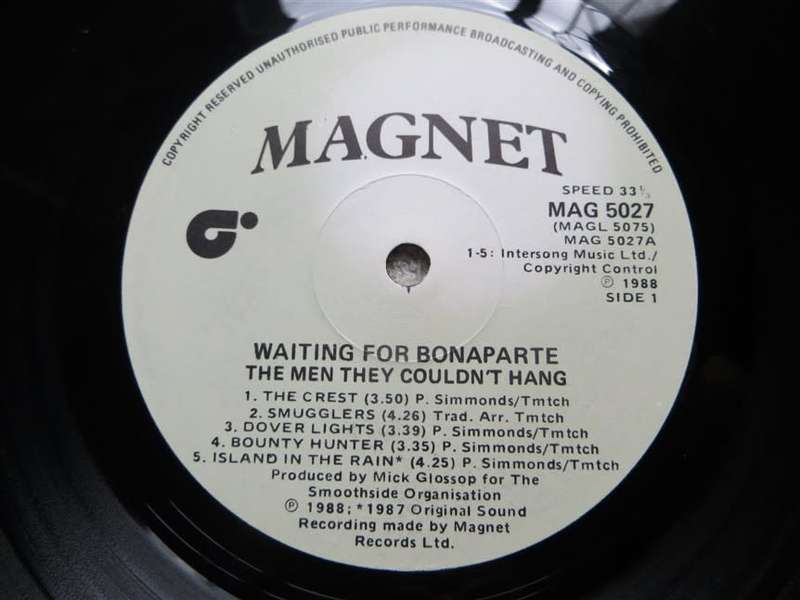 COPYRIGHT RESERVED UNAUTHORISED PUBLIC PERFORMANCE BROADCASTING AND COPYING PROHIBITED
MAGNET
SPEED 33⅓
MAG 5027
(MAGL 5075)
MAG 5027A
1-5: Intersong Music Ltd./
Copyright Control
℗ 1988
SIDE 1
WAITING FOR BONAPARTE
THE MEN THEY COULDN'T HANG
1. THE CREST (3.50) P. Simmonds/Tmtch
2. SMUGGLERS (4.26) Trad. Arr. Tmtch
3. DOVER LIGHTS (3.39) P. Simmonds/Tmtch
4. BOUNTY HUNTER (3.35) P. Simmonds/Tmtch
5. ISLAND IN THE RAIN* (4.25) P. Simmonds/Tmtch
Produced by Mick Glossop for The
Smoothside Organisation
℗ 1988; *1987 Original Sound
Recording made by Magnet
Records Ltd.